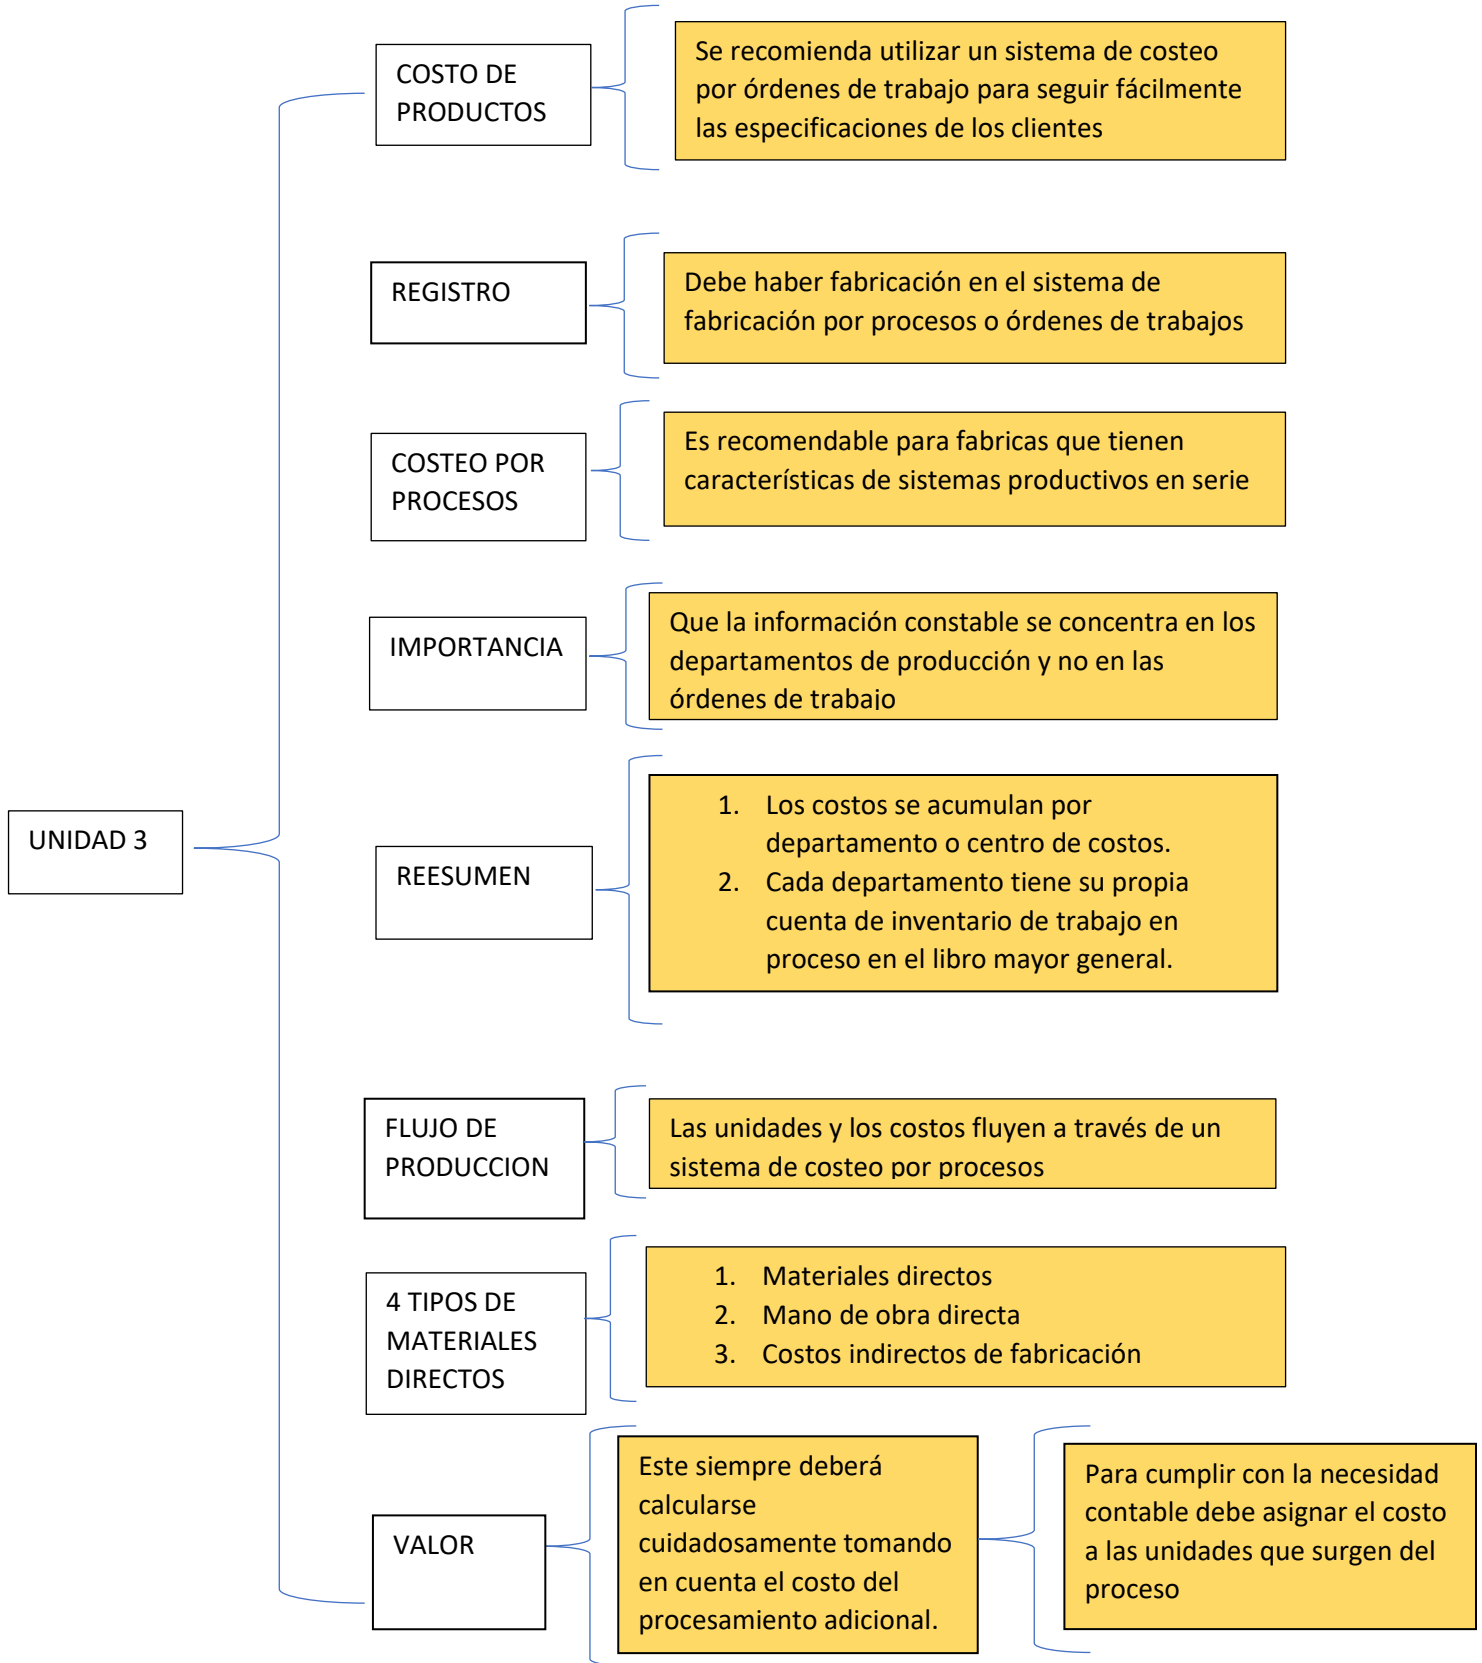 COSTO DE
PRODUCTOS
Se recomienda utilizar un sistema de costeo
por órdenes de trabajo para seguir fácilmente
las especificaciones de los clientes
REGISTRO
Debe haber fabricación en el sistema de
fabricación por procesos o órdenes de trabajos
COSTEO POR
PROCESOS
Es recomendable para fabricas que tienen
características de sistemas productivos en serie
IMPORTANCIA
Que la información constable se concentra en los
departamentos de producción y no en las
órdenes de trabajo
UNIDAD 3
REESUMEN
1. Los costos se acumulan por
departamento o centro de costos.
2. Cada departamento tiene su propia
cuenta de inventario de trabajo en
proceso en el libro mayor general.
FLUJO DE
PRODUCCION
Las unidades y los costos fluyen a través de un
sistema de costeo por procesos
4 TIPOS DE
MATERIALES
DIRECTOS
1. Materiales directos
2. Mano de obra directa
3. Costos indirectos de fabricación
VALOR
Este siempre deberá
calcularse
cuidadosamente tomando
en cuenta el costo del
procesamiento adicional.
Para cumplir con la necesidad
contable debe asignar el costo
a las unidades que surgen del
proceso